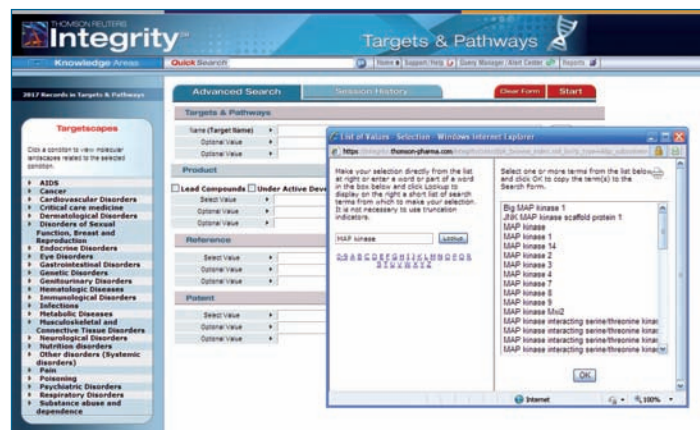 THOMSON REUTERS
Integrity
Targets & Pathways
Knowledge Areas
Quick Search
Home
Support/Help
Query Manager/Alert Center
Reports
2017 Records in Targets & Pathways
Targetscapes
Click a condition to view molecular
landscapes related to the selected
condition.
AIDS
Cancer
Cardiovascular Disorders
Critical care medicine
Dermatological Disorders
Disorders of Sexual
Function, Breast and
Reproduction
Endocrine Disorders
Eye Disorders
Gastrointestinal Disorders
Genetic Disorders
Genitourinary Disorders
Hematologic Diseases
Immunological Disorders
Infections
Metabolic Diseases
Musculoskeletal and
Connective Tissue Disorders
Neurological Disorders
Nutrition disorders
Other disorders (Systemic
disorders)
Pain
Poisoning
Psychiatric Disorders
Respiratory Disorders
Substance abuse and
dependence
Advanced Search
Session History
Clear Form
Start
Targets & Pathways
Name (Target Name)
Optional Value
Optional Value
Product
Lead Compounds
Under Active Deve
Select Value
Optional Value
Optional Value
Reference
Select Value
Optional Value
Optional Value
Patent
Select Value
Optional Value
Optional Value
List of Values - Selection - Windows Internet Explorer
Make your selection directly from the list
at right or enter a word or part of a word
in the box below and click Lookup to
display on the right a short list of search
terms from which to make your selection.
It is not necessary to use truncation
indicators.
MAP kinase
Lookup
0-9 A B C D E F G H I J K L M N O P Q R
S T U V W X Y Z
Select one or more terms from the list below
and click OK to copy the term(s) to the
Search form.
Big MAP kinase 1
JNK MAP kinase scaffold protein 1
MAP kinase
MAP kinase 1
MAP kinase 14
MAP kinase 2
MAP kinase 3
MAP kinase 4
MAP kinase 7
MAP kinase 8
MAP kinase 9
MAP kinase Mxi2
MAP kinase interacting serine/threonine kinas
MAP kinase interacting serine/threonine kinas
MAP kinase interacting serine/threonine kinas
MAP kinase interacting serine/threonine kinas
OK
Internet
100%